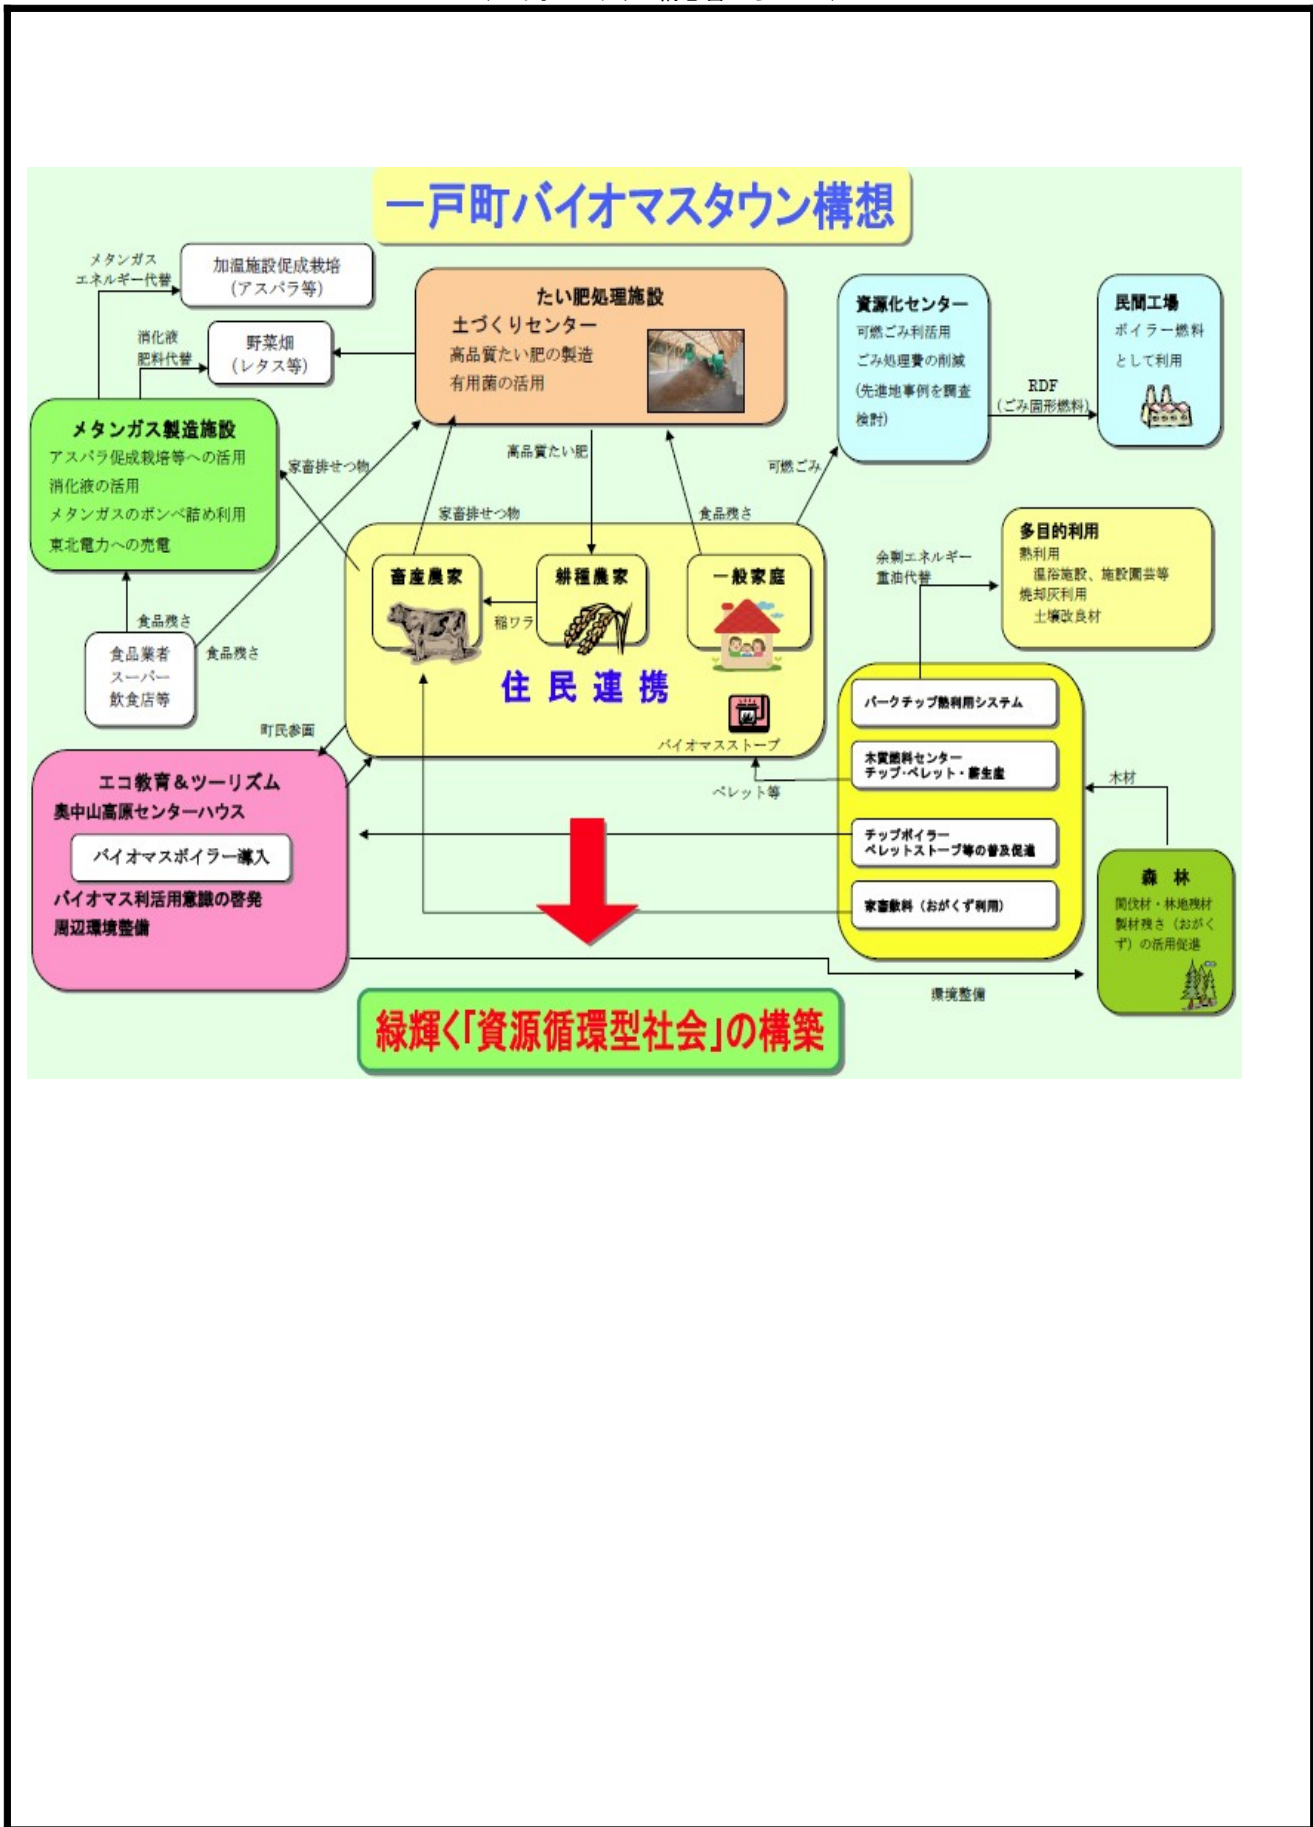 一戸町バイオマスタウン構想
メタンガス
エネルギー代替
加温施設促成栽培
(アスパラ等)
消化液
肥料代替
野菜畑
(レタス等)
たい肥処理施設
土づくりセンター
高品質たい肥の製造
有用菌の活用
資源化センター
可燃ごみ利活用
ごみ処理費の削減
(先進地事例を調査
検討)
RDF
(ごみ固形燃料)
民間工場
ボイラー燃料
として利用
メタンガス製造施設
アスパラ促成栽培等への活用
消化液の活用
メタンガスのボンベ詰め利用
東北電力への売電
家畜排せつ物
高品質たい肥
可燃ごみ
家畜排せつ物
食品残さ
畜産農家
稲ワラ
耕種農家
一般家庭
住民連携
バイオマスストーブ
余剰エネルギー
重油代替
多目的利用
熱利用
温浴施設、施設園芸等
焼却灰利用
土壌改良材
食品残さ
食品業者
スーパー
飲食店等
食品残さ
町民参画
エコ教育&ツーリズム
奥中山高原センターハウス
バイオマスボイラー導入
バイオマス利活用意識の啓発
周辺環境整備
ペレット等
バークチップ熱利用システム
木質燃料センター
チップ・ペレット・薪生産
チップボイラー
ペレットストーブ等の普及促進
家畜敷料(おがくず利用)
木材
森 林
間伐材・林地残材
製材残さ(おがく
ず)の活用促進
環境整備
緑輝く「資源循環型社会」の構築